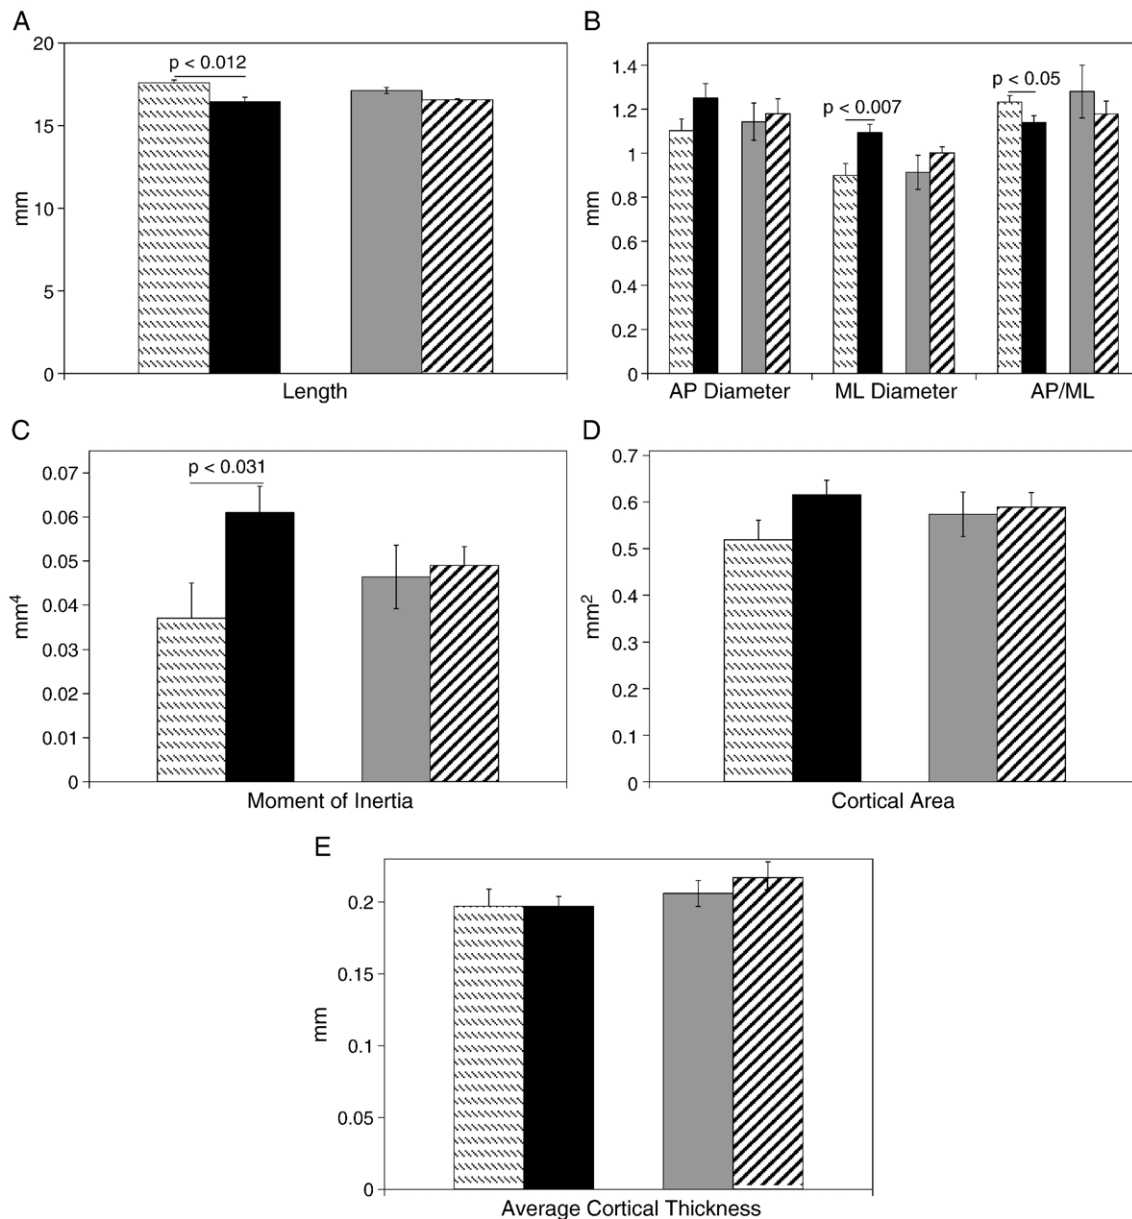 A
20
15
10
5
0
mm
p < 0.012
Length
B
1.4
1.2
1
0.8
0.6
0.4
0.2
0
mm
p < 0.007
p < 0.05
AP Diameter
ML Diameter
AP/ML
C
0.07
0.06
0.05
0.04
0.03
0.02
0.01
0
mm⁴
p < 0.031
Moment of Inertia
D
0.7
0.6
0.5
0.4
0.3
0.2
0.1
0
mm²
Cortical Area
E
0.2
0.15
0.1
0.05
0
mm
Average Cortical Thickness